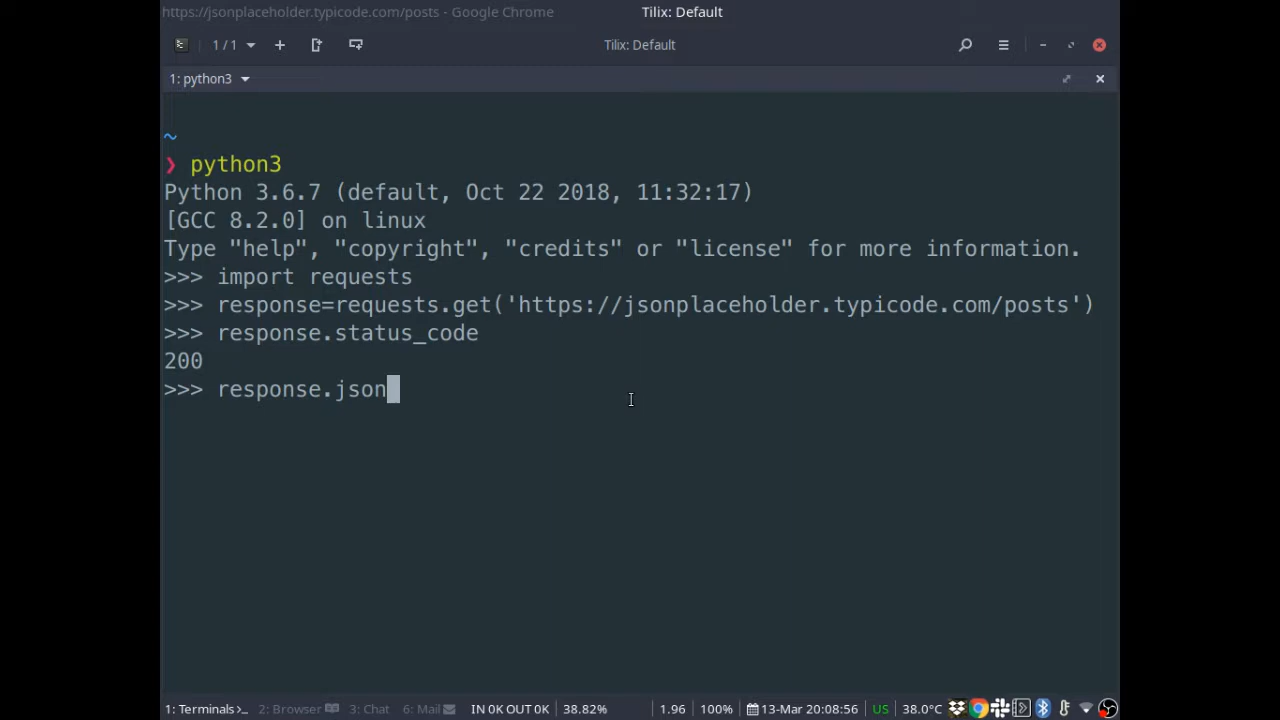 https://jsonplaceholder.typicode.com/posts - Google Chrome Tilix: Default
1 / 1 Tilix: Default
1: python3
~
❯ python3
Python 3.6.7 (default, Oct 22 2018, 11:32:17)
[GCC 8.2.0] on linux
Type "help", "copyright", "credits" or "license" for more information.
>>> import requests
>>> response=requests.get('https://jsonplaceholder.typicode.com/posts')
>>> response.status_code
200
>>> response.json
1: Terminals>_ 2: Browser 3: Chat 6: Mail IN 0K OUT 0K 38.82% 1.96 100% 13-Mar 20:08:56 US 38.0°C